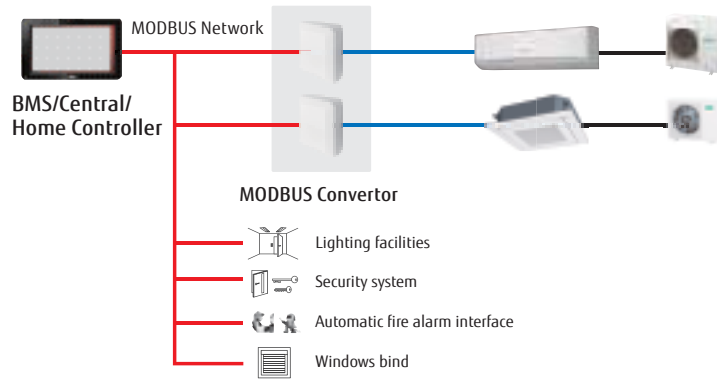 MODBUS Network
BMS/Central/
Home Controller
MODBUS Convertor
Lighting facilities
Security system
Automatic fire alarm interface
Windows bind